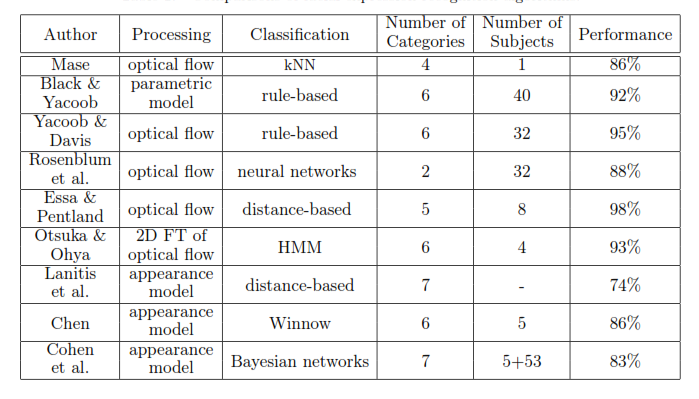 Author Processing Classification Number of Categories Number of Subjects Performance
Mase optical flow kNN 4 1 86%
Black & Yacoob parametric model rule-based 6 40 92%
Yacoob & Davis optical flow rule-based 6 32 95%
Rosenblum et al. optical flow neural networks 2 32 88%
Essa & Pentland optical flow distance-based 5 8 98%
Otsuka & Ohya 2D FT of optical flow HMM 6 4 93%
Lanitis et al. appearance model distance-based 7 - 74%
Chen appearance model Winnow 6 5 86%
Cohen et al. appearance model Bayesian networks 7 5+53 83%